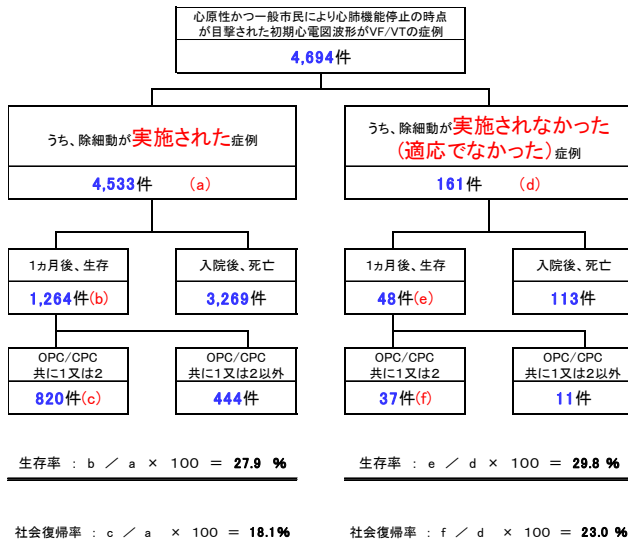 心原性かつ一般市民により心肺機能停止の時点
が目撃された初期心電図波形がVF/VTの症例
4,694件
うち、除細動が実施された症例
4,533件 (a)
うち、除細動が実施されなかった
(適応でなかった)症例
161件 (d)
1ヵ月後、生存
1,264件(b)
入院後、死亡
3,269件
1ヵ月後、生存
48件(e)
入院後、死亡
113件
OPC/CPC
共に1又は2
820件(c)
OPC/CPC
共に1又は2以外
444件
OPC/CPC
共に1又は2
37件(f)
OPC/CPC
共に1又は2以外
11件
生存率 : b / a × 100 = 27.9 %
生存率 : e / d × 100 = 29.8 %
社会復帰率 : c / a × 100 = 18.1%
社会復帰率 : f / d × 100 = 23.0 %